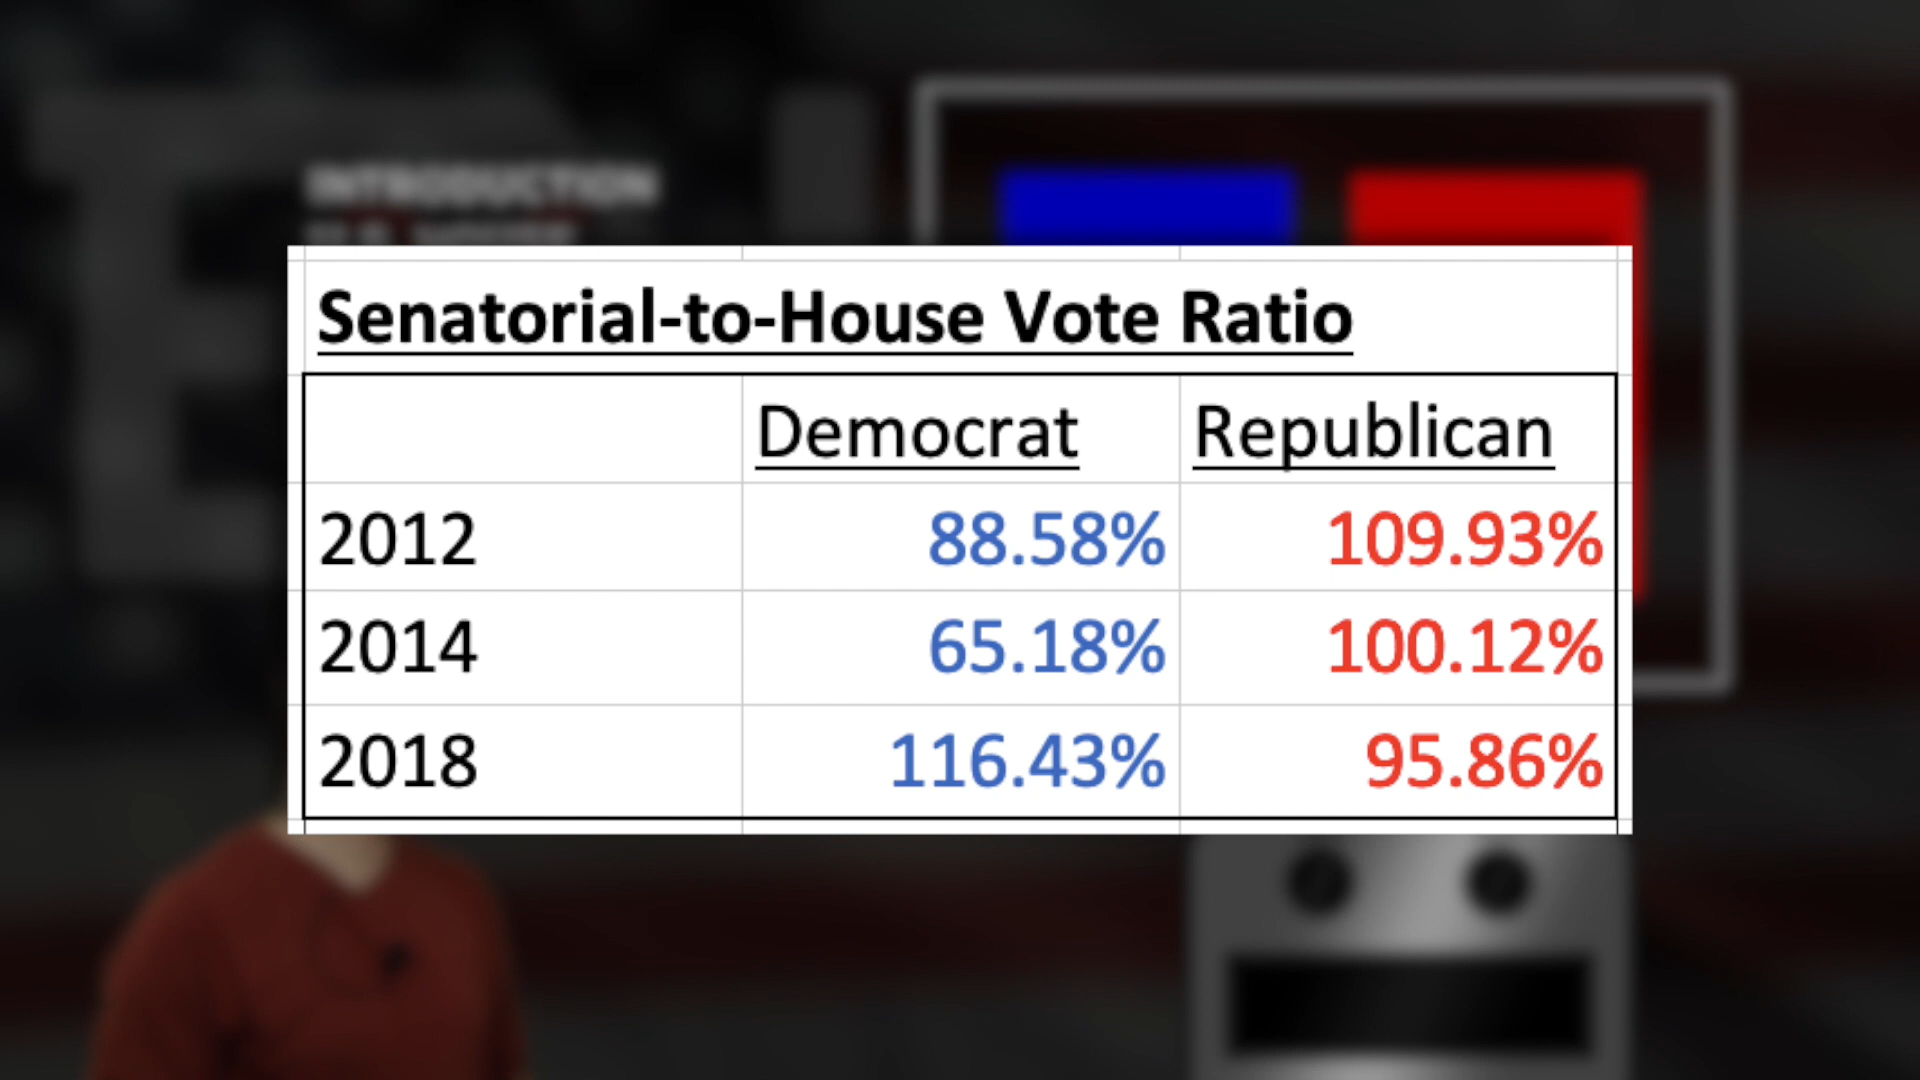 INTRODUCTION
Senatorial-to-House Vote Ratio
Democrat Republican
2012 88.58% 109.93%
2014 65.18% 100.12%
2018 116.43% 95.86%